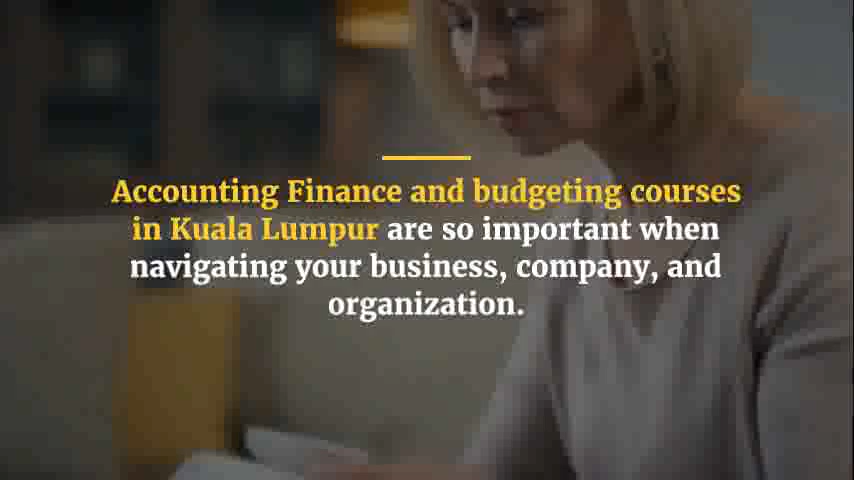 Accounting Finance and budgeting courses
in Kuala Lumpur are so important when
navigating your business, company, and
organization.